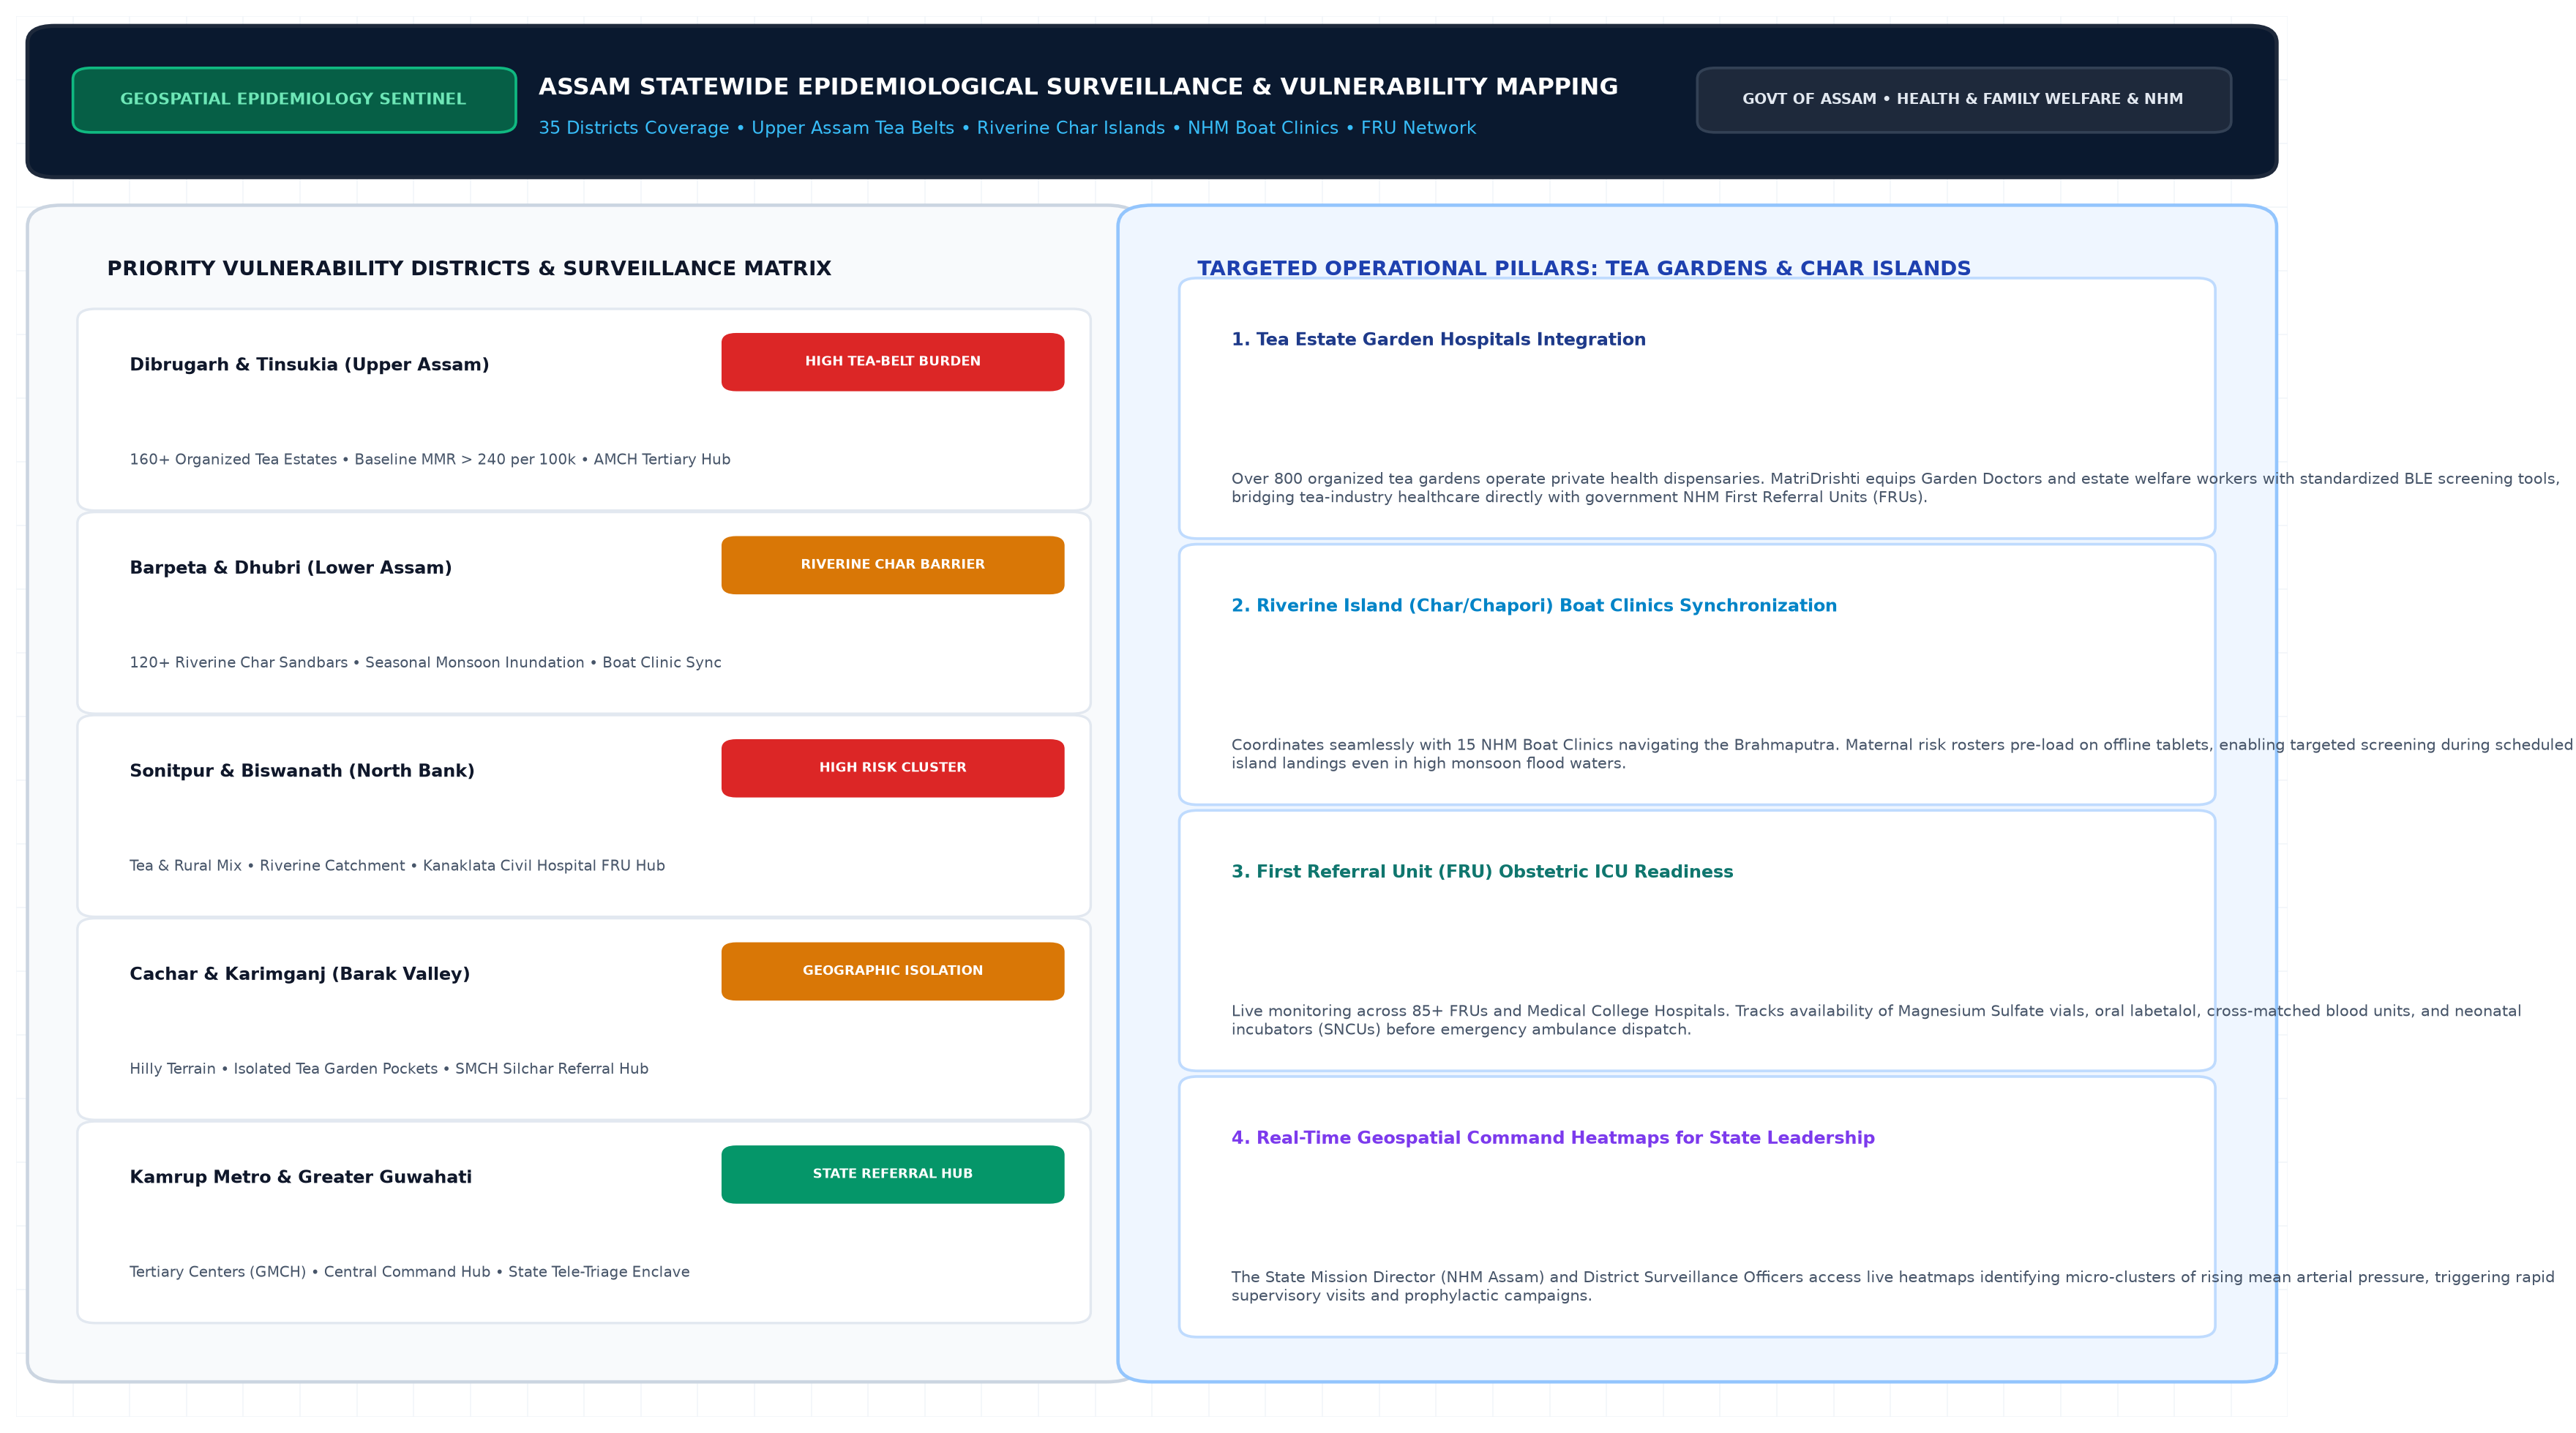 GEOSPATIAL EPIDEMIOLOGY SENTINEL
ASSAM STATEWIDE EPIDEMIOLOGICAL SURVEILLANCE & VULNERABILITY MAPPING
35 Districts Coverage • Upper Assam Tea Belts • Riverine Char Islands • NHM Boat Clinics • FRU Network
GOVT OF ASSAM • HEALTH & FAMILY WELFARE & NHM
PRIORITY VULNERABILITY DISTRICTS & SURVEILLANCE MATRIX
Dibrugarh & Tinsukia (Upper Assam)
HIGH TEA-BELT BURDEN
160+ Organized Tea Estates • Baseline MMR > 240 per 100k • AMCH Tertiary Hub
Barpeta & Dhubri (Lower Assam)
RIVERINE CHAR BARRIER
120+ Riverine Char Sandbars • Seasonal Monsoon Inundation • Boat Clinic Sync
Sonitpur & Biswanath (North Bank)
HIGH RISK CLUSTER
Tea & Rural Mix • Riverine Catchment • Kanaklata Civil Hospital FRU Hub
Cachar & Karimganj (Barak Valley)
GEOGRAPHIC ISOLATION
Hilly Terrain • Isolated Tea Garden Pockets • SMCH Silchar Referral Hub
Kamrup Metro & Greater Guwahati
STATE REFERRAL HUB
Tertiary Centers (GMCH) • Central Command Hub • State Tele-Triage Enclave
TARGETED OPERATIONAL PILLARS: TEA GARDENS & CHAR ISLANDS
1. Tea Estate Garden Hospitals Integration
Over 800 organized tea gardens operate private health dispensaries. MatriDrishti equips Garden Doctors and estate welfare workers with standardized BLE screening tools,
bridging tea-industry healthcare directly with government NHM First Referral Units (FRUs).
2. Riverine Island (Char/Chapori) Boat Clinics Synchronization
Coordinates seamlessly with 15 NHM Boat Clinics navigating the Brahmaputra. Maternal risk rosters pre-load on offline tablets, enabling targeted screening during scheduled
island landings even in high monsoon flood waters.
3. First Referral Unit (FRU) Obstetric ICU Readiness
Live monitoring across 85+ FRUs and Medical College Hospitals. Tracks availability of Magnesium Sulfate vials, oral labetalol, cross-matched blood units, and neonatal
incubators (SNCUs) before emergency ambulance dispatch.
4. Real-Time Geospatial Command Heatmaps for State Leadership
The State Mission Director (NHM Assam) and District Surveillance Officers access live heatmaps identifying micro-clusters of rising mean arterial pressure, triggering rapid
supervisory visits and prophylactic campaigns.